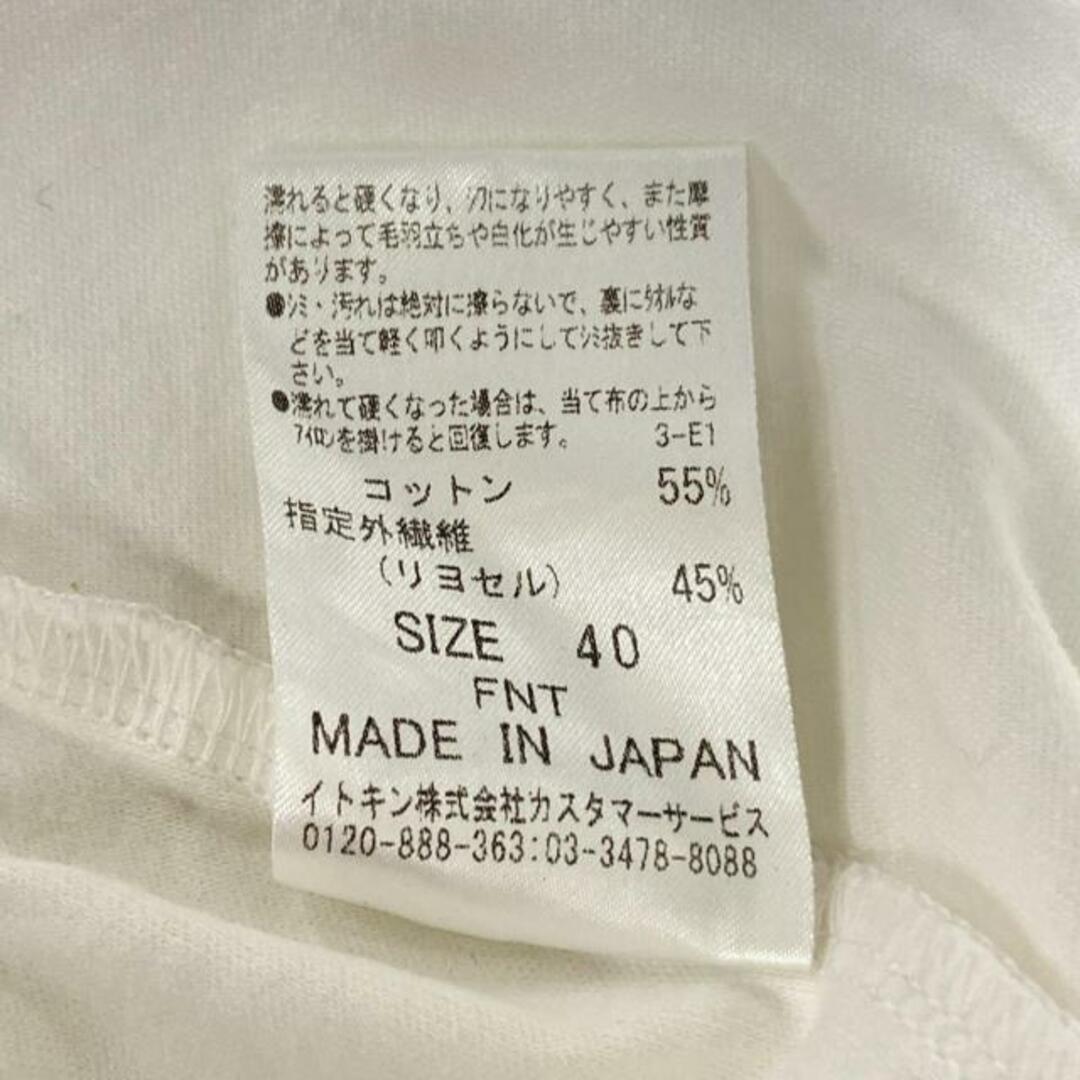 濡れると硬くなり、シワになりやすく、また摩
擦によって毛羽立ちや白化が生じやすい性質
があります。
●シミ・汚れは絶対に擦らないで、裏にタオルな
どを当て軽く叩くようにしてシミ抜きして下
さい。
●濡れて硬くなった場合は、当て布の上から
アイロンを掛けると回復します。 3-E1
コットン 55%
指定外繊維
(リヨセル) 45%
SIZE 40
FNT
MADE IN JAPAN
イトキン株式会社カスタマーサービス
0120-888-363:03-3478-8088